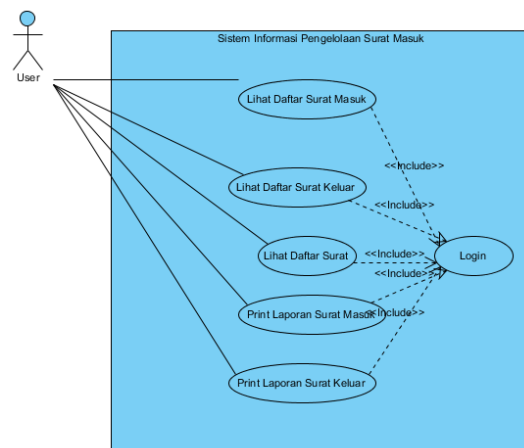 Sistem Informasi Pengelolaan Surat Masuk
User
Lihat Daftar Surat Masuk
<<Include>>
Lihat Daftar Surat Keluar
<<Include>>
Lihat Daftar Surat
<<Include>>
Login
<<Include>>
Print Laporan Surat Masuk
<<Include>>
Print Laporan Surat Keluar